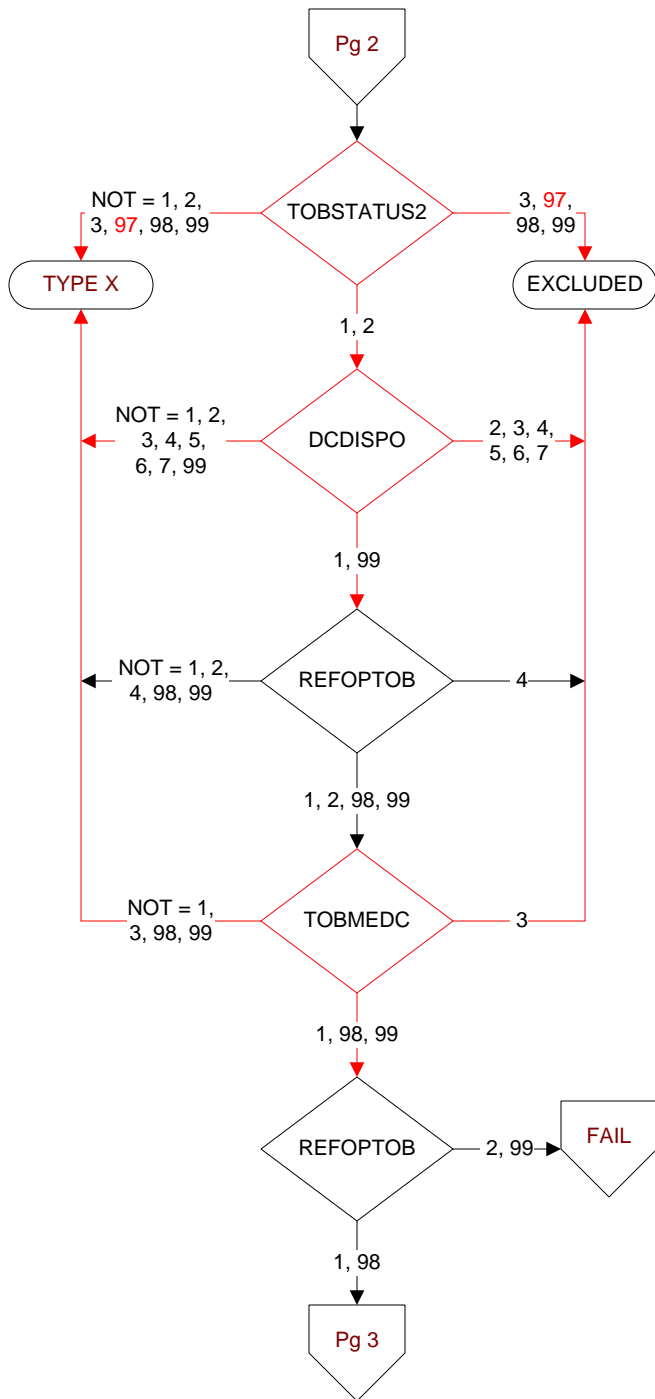 Pg 2
NOT = 1, 2,
3, 97, 98, 99
TOBSTATUS2
3, 97,
98, 99
TYPE X
EXCLUDED
1, 2
NOT = 1, 2,
3, 4, 5,
6, 7, 99
DCDISPO
2, 3, 4,
5, 6, 7
1, 99
NOT = 1, 2,
4, 98, 99
REFOPTOB
4
1, 2, 98, 99
NOT = 1,
3, 98, 99
TOBMEDC
3
1, 98, 99
REFOPTOB
2, 99
FAIL
1, 98
Pg 3